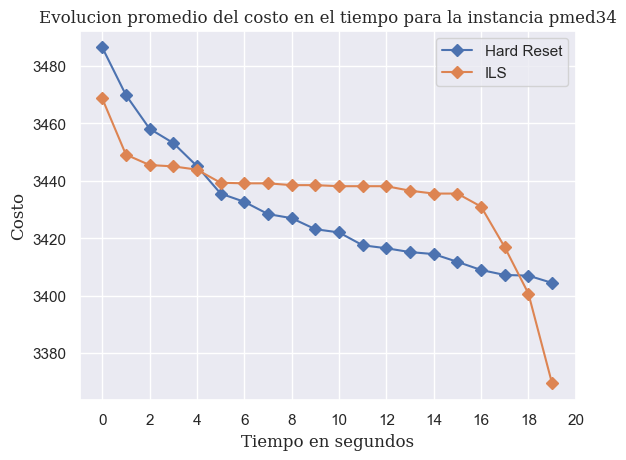 Evolucion promedio del costo en el tiempo para la instancia pmed34
Hard Reset
ILS
Costo
3480
3460
3440
3420
3400
3380
0 2 4 6 8 10 12 14 16 18 20
Tiempo en segundos